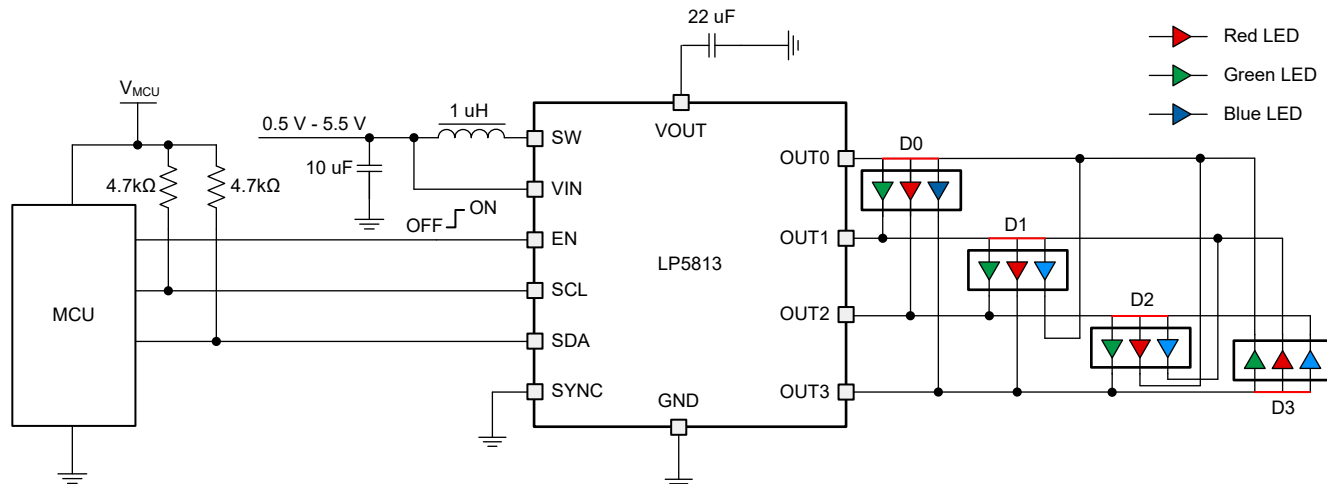 22 uF
Red LED
Green LED
Blue LED
VMCU
0.5 V - 5.5 V
1 uH
10 uF
4.7kΩ
4.7kΩ
OFF
ON
MCU
SW
VIN
EN
SCL
SDA
SYNC
VOUT
LP5813
GND
OUT0
OUT1
OUT2
OUT3
D0
D1
D2
D3